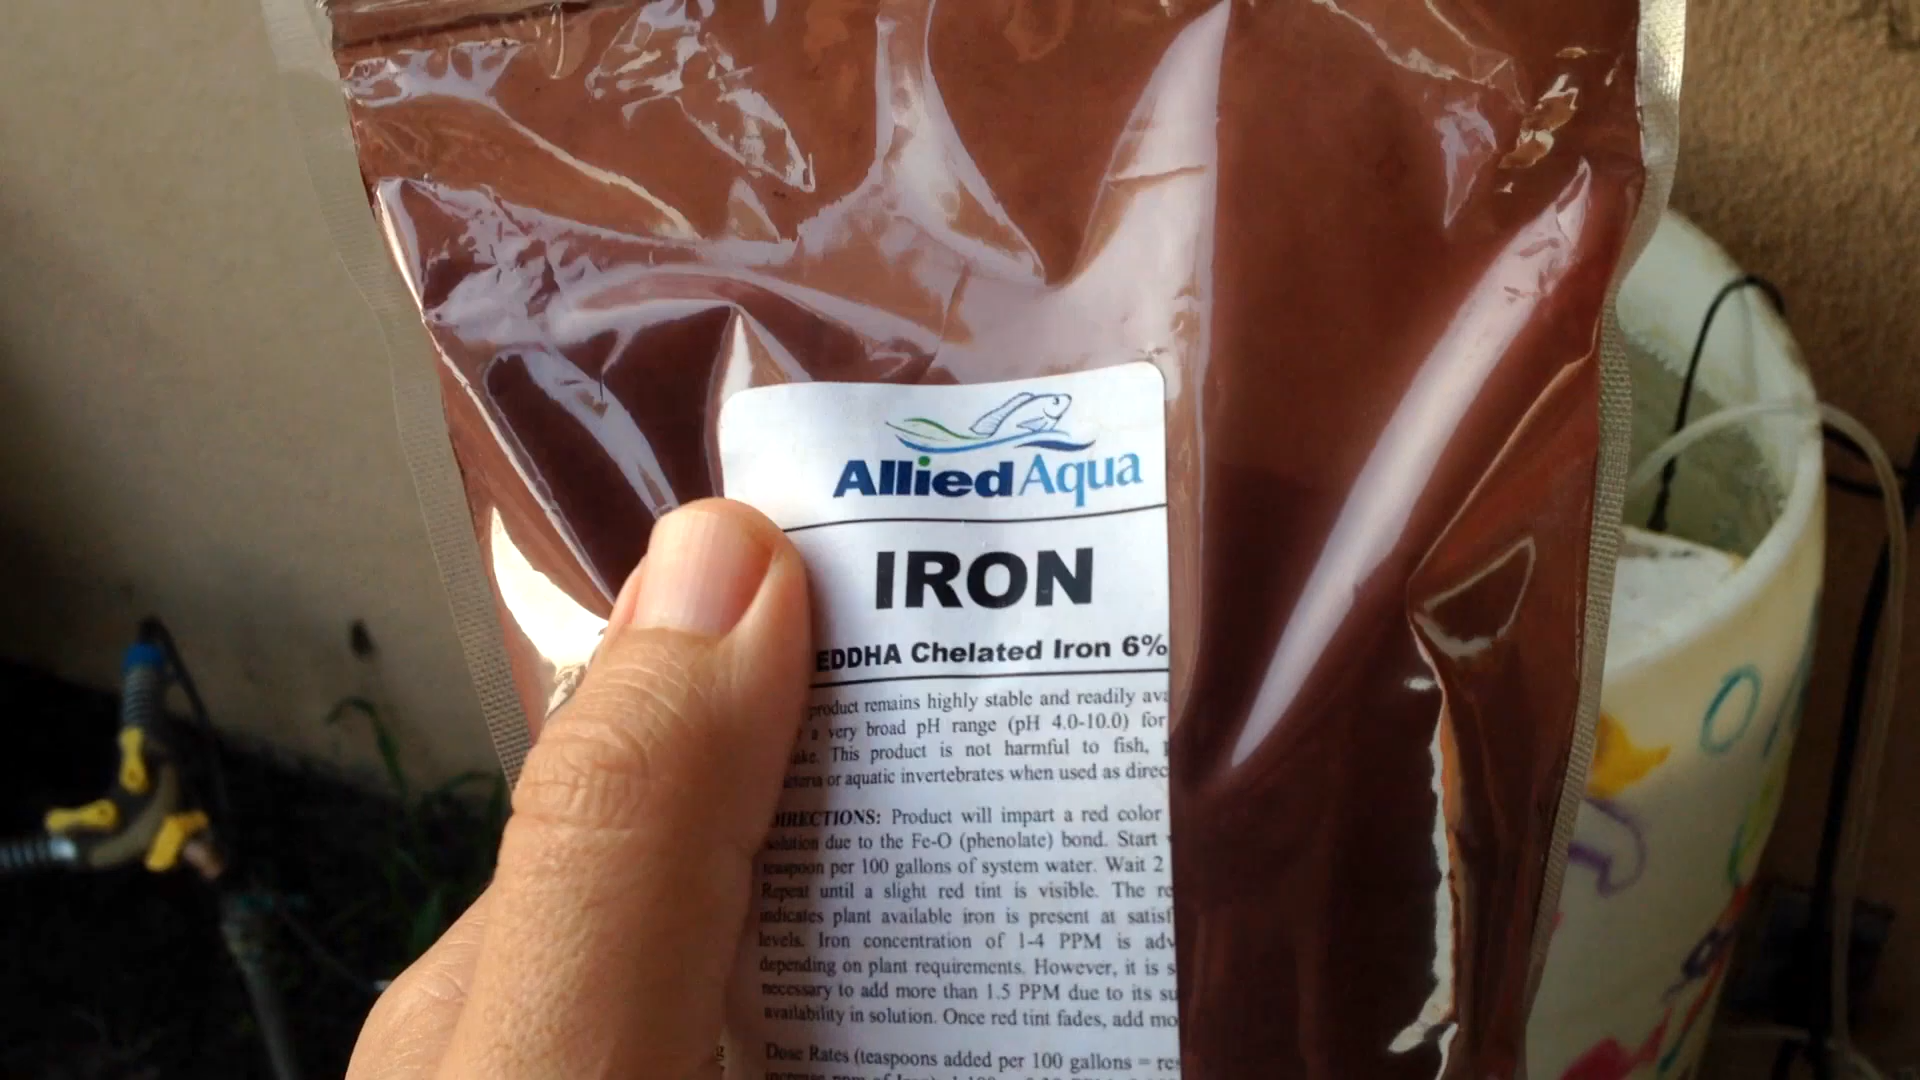 AlliedAqua
IRON
EDDHA Chelated Iron 6%
product remains highly stable and readily
a very broad pH range (pH 4.0-10.0) for
This product is not harmful to fish,
or aquatic invertebrates when used as
DIRECTIONS: Product will impart a red color
solution due to the Fe-O (phenolate) bond. Start
teaspoon per 100 gallons of system water. Wait 2
Repeat until a slight red tint is visible. The
indicates plant available iron is present at
levels. Iron concentration of 1-4 PPM is
depending on plant requirements. However, it is
necessary to add more than 1.5 PPM due to its
availability in solution. Once red tint fades, add
Dose Rates (teaspoons added per 100 gallons =